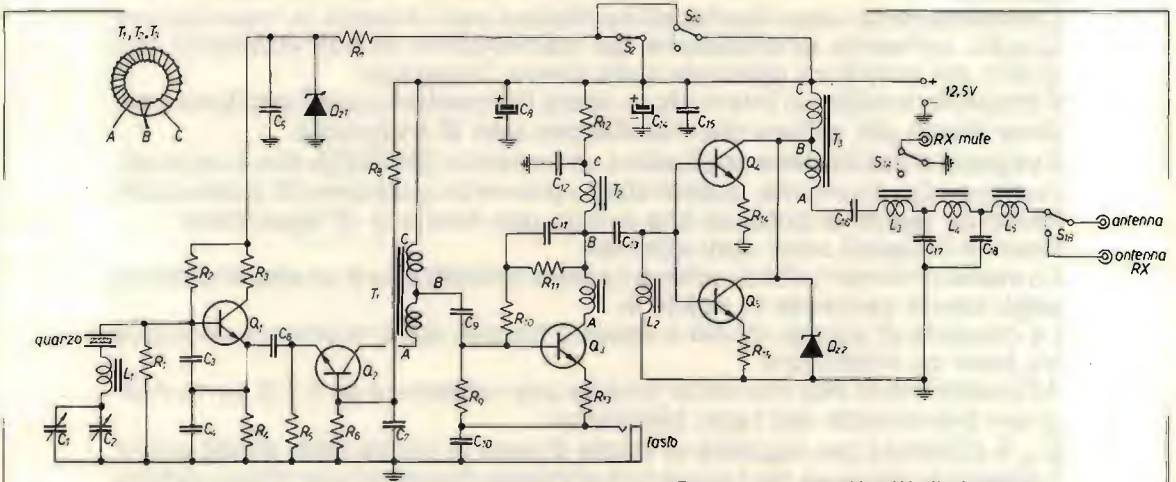 T1, T2, T3
A
B
C
C5
DZ1
S2
C8
R12
C14
C15
C
+
12,5V
-
RX mute
S1A
R8
C12
C
T2
Q4
B
T3
A
R14
C16
L3
L4
L5
S1B
antenna
antenna
RX
C17
C18
C11
B
C13
R2
R3
C
T1
B
A
R11
R10
A
L2
Q5
R14
DZ2
quarzo
L1
R1
C3
Q1
C6
Q2
C9
Q3
C1
C2
C4
R4
R5
R6
C7
R9
C10
R13
tasto